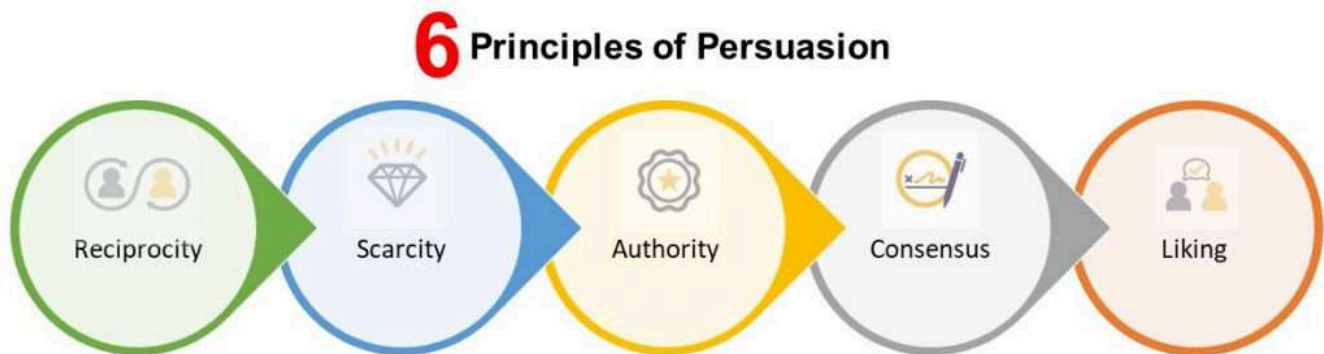 6 Principles of Persuasion
Reciprocity
Scarcity
Authority
Consensus
Liking